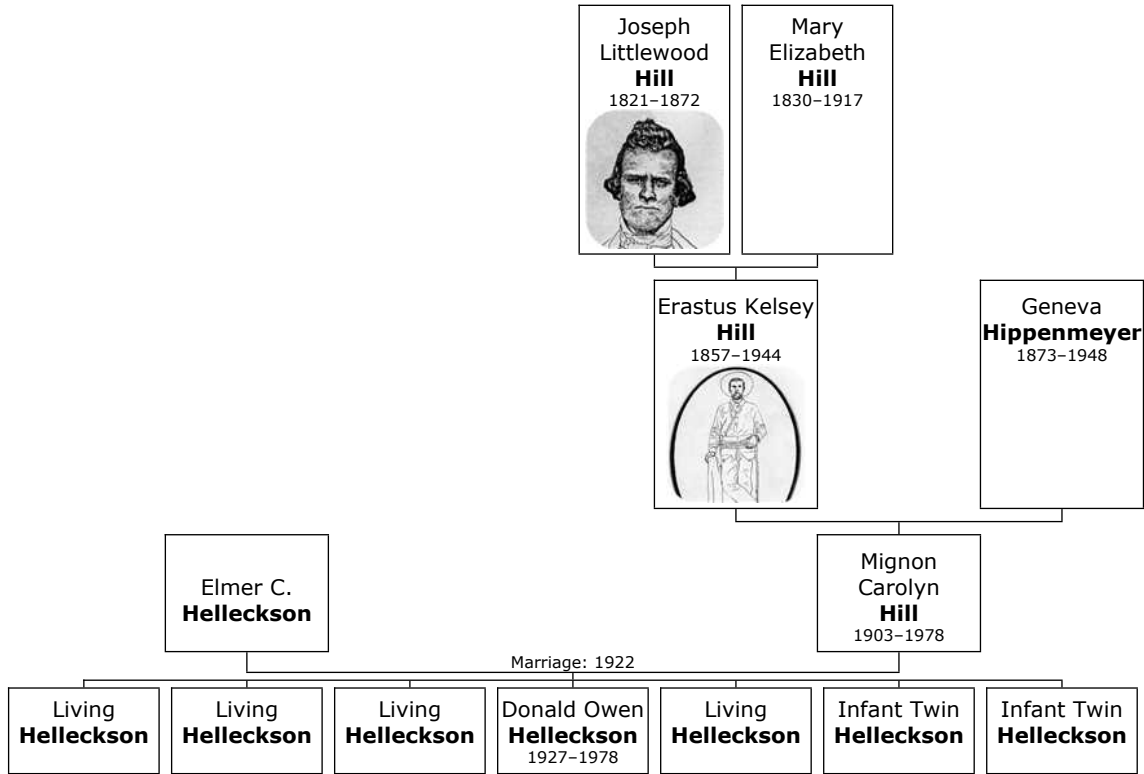 Joseph
Littlewood
Hill
1821–1872
Mary
Elizabeth
Hill
1830–1917
Erastus Kelsey
Hill
1857–1944
Geneva
Hippenmeyer
1873–1948
Elmer C.
Helleckson
Mignon
Carolyn
Hill
1903–1978
Marriage: 1922
Living
Helleckson
Living
Helleckson
Living
Helleckson
Donald Owen
Helleckson
1927–1978
Living
Helleckson
Infant Twin
Helleckson
Infant Twin
Helleckson